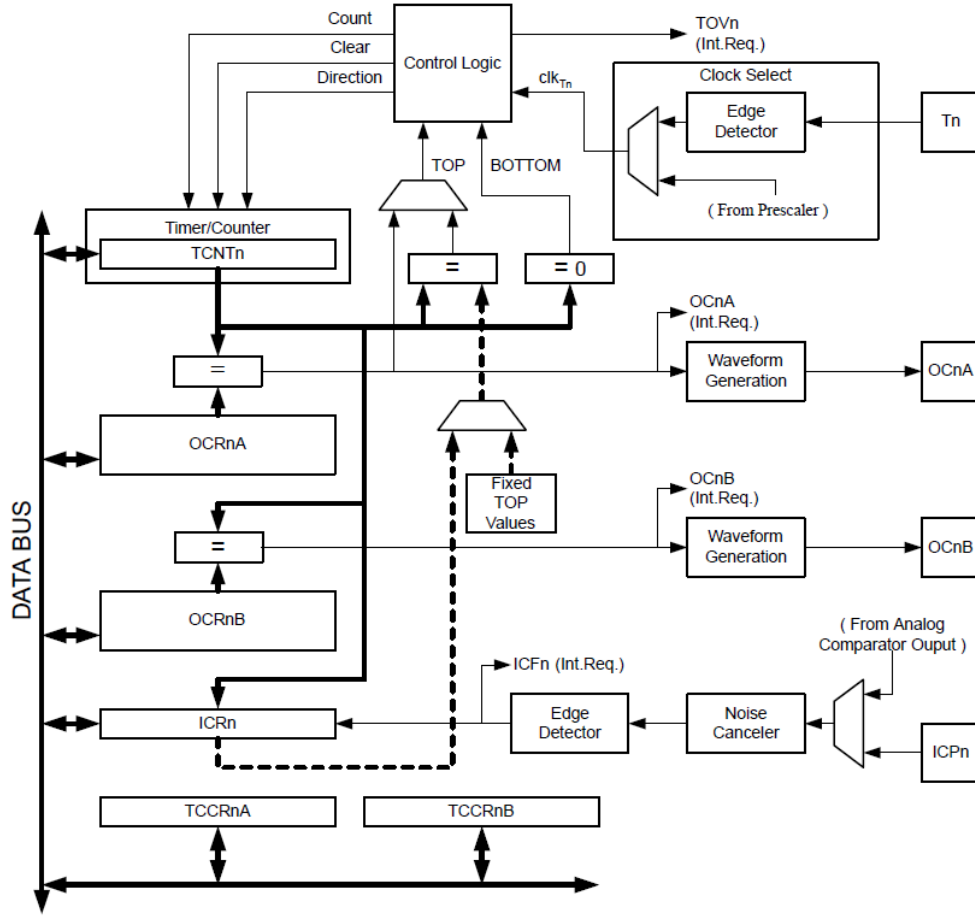 Count
TOVn
(Int.Req.)
Clear
Control Logic
Clock Select
Direction
clkTn
Edge
Detector
Tn
TOP
BOTTOM
( From Prescaler )
Timer/Counter
TCNTn
=
= 0
OCnA
(Int.Req.)
=
Waveform
Generation
OCnA
OCRnA
Fixed
TOP
Values
OCnB
(Int.Req.)
=
Waveform
Generation
OCnB
DATA BUS
OCRnB
( From Analog
Comparator Ouput )
ICFn (Int.Req.)
ICRn
Edge
Detector
Noise
Canceler
ICPn
TCCRnA
TCCRnB